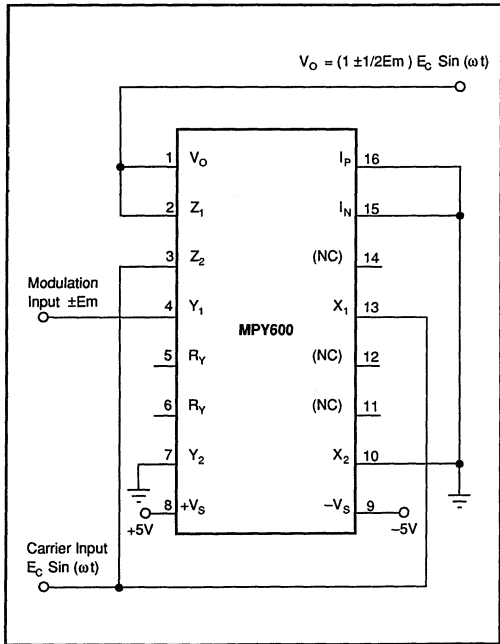 V_O = (1 ±1/2Em ) E_C Sin (ωt)
1 V_O I_P 16
2 Z_1 I_N 15
3 Z_2 (NC) 14
Modulation
Input ±Em
4 Y_1 X_1 13
MPY600
5 R_Y (NC) 12
6 R_Y (NC) 11
7 Y_2 X_2 10
8 +V_S –V_S 9
+5V –5V
Carrier Input
E_C Sin (ωt)